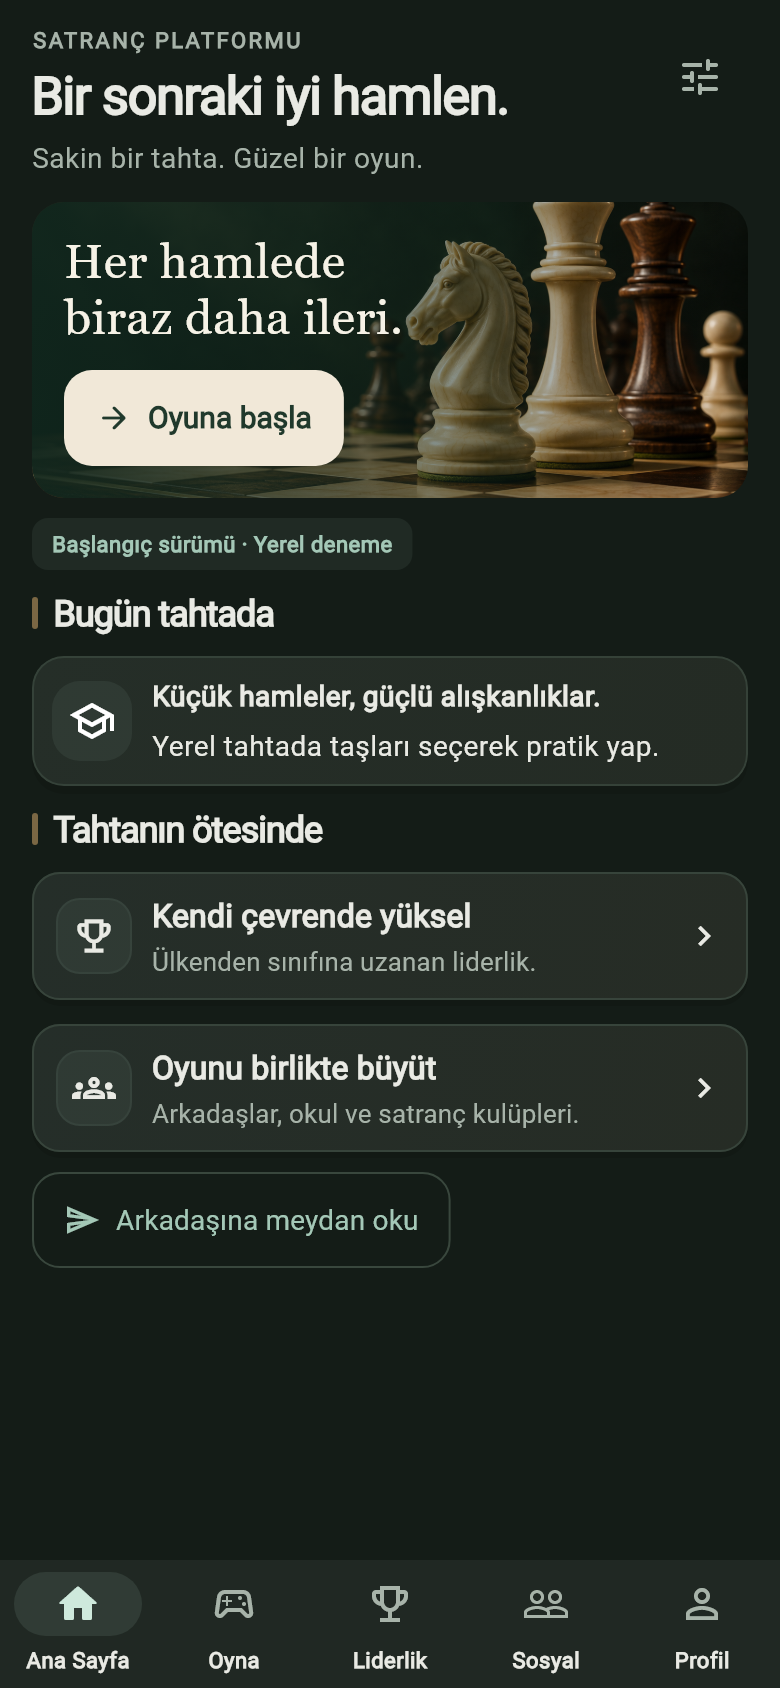 SATRANÇ PLATFORMU
Bir sonraki iyi hamlen.
Sakin bir tahta. Güzel bir oyun.
Her hamlede
biraz daha ileri.
Oyuna başla
Başlangıç sürümü · Yerel deneme
Bugün tahtada
Küçük hamleler, güçlü alışkanlıklar.
Yerel tahtada taşları seçerek pratik yap.
Tahtanın ötesinde
Kendi çevrende yüksel
Ülkenden sınıfına uzanan liderlik.
Oyunu birlikte büyüt
Arkadaşlar, okul ve satranç kulüpleri.
Arkadaşına meydan oku
Ana Sayfa
Oyna
Liderlik
Sosyal
Profil